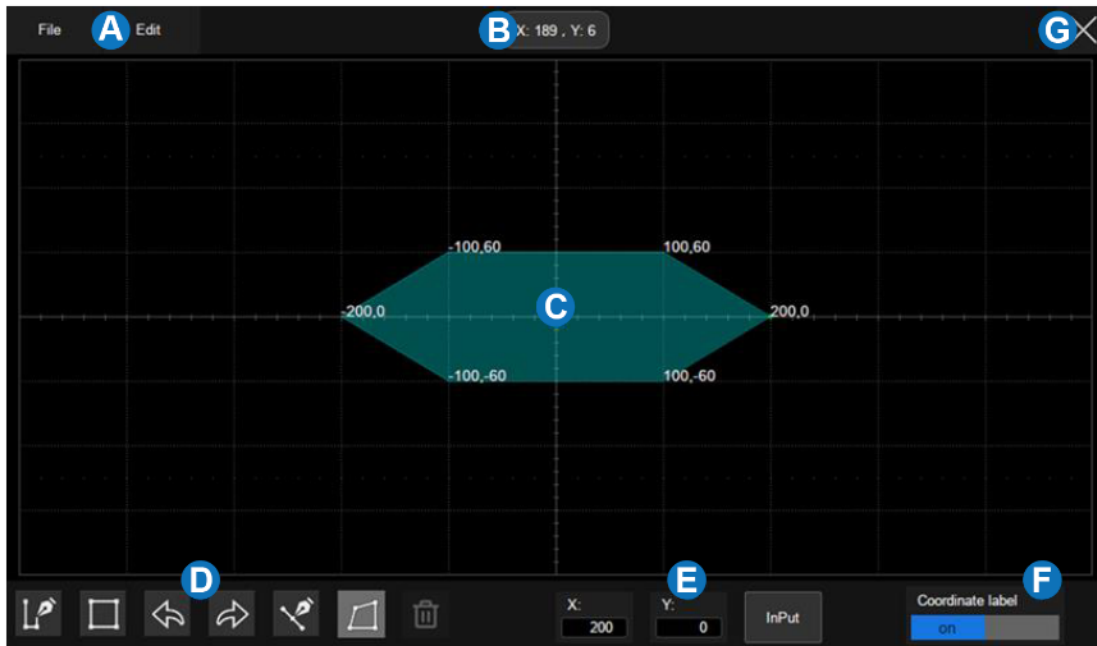 File A Edit B X: 189 , Y: 6 G
-100,60 100,60
-200,0 C 200,0
-100,-60 100,-60
D E F
X: Y: InPut Coordinate label
200 0 on